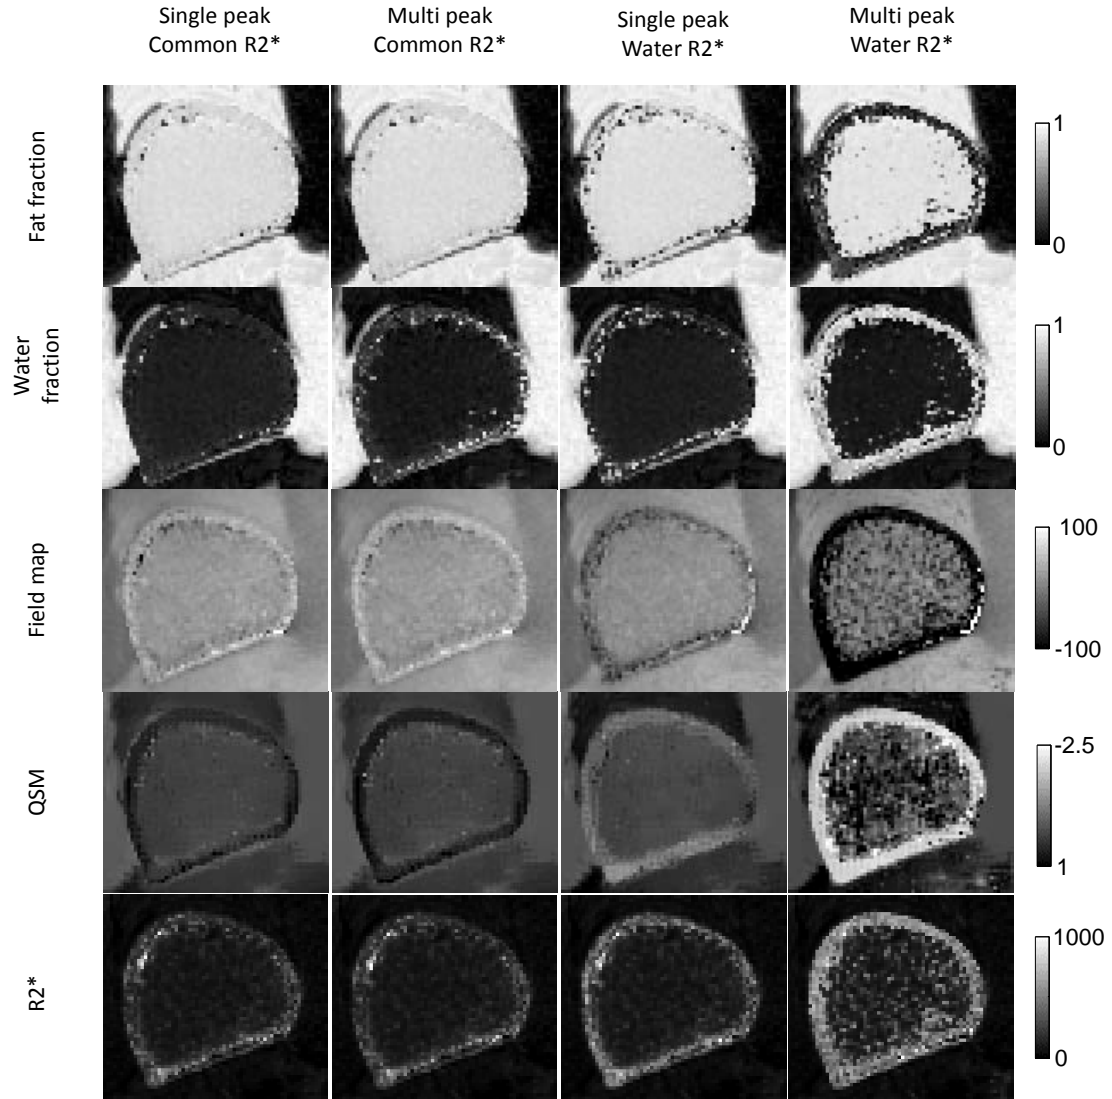 Single peak
Common R2*
Multi peak
Common R2*
Single peak
Water R2*
Multi peak
Water R2*
Fat fraction
1
0
Water
fraction
1
0
Field map
100
-100
QSM
-2.5
1
R2*
1000
0